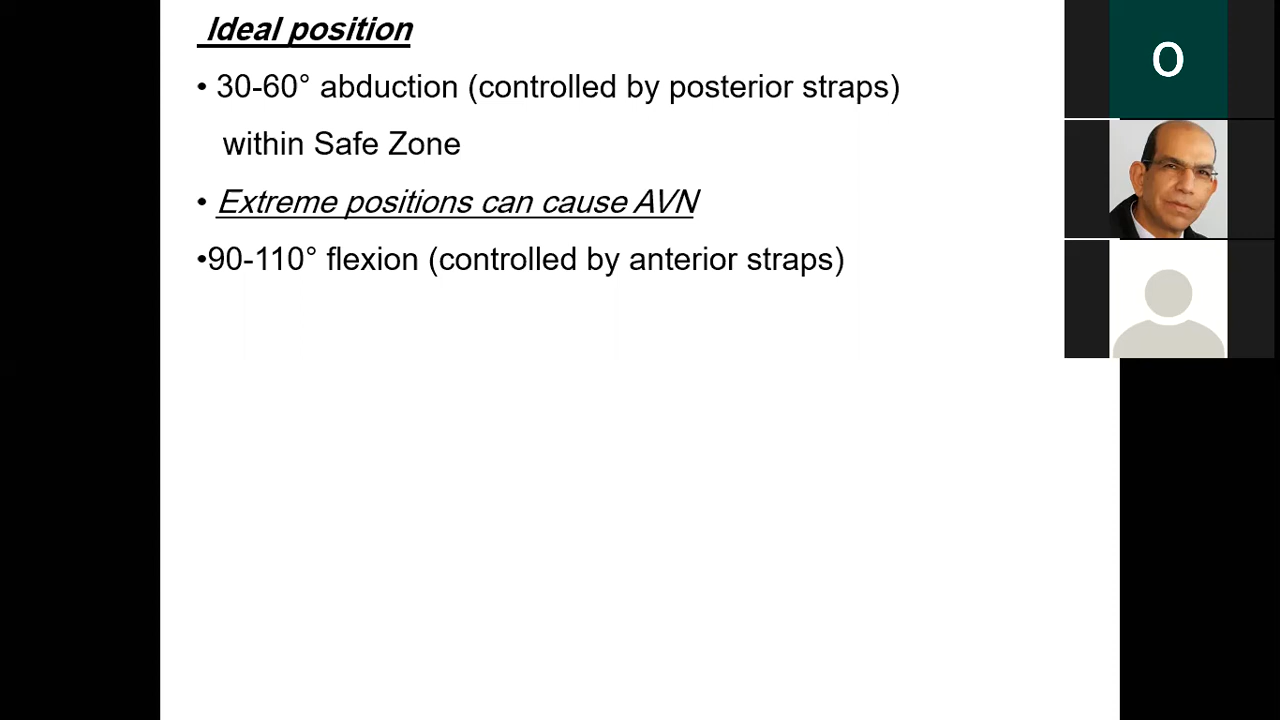 Ideal position
• 30-60° abduction (controlled by posterior straps)
within Safe Zone
• Extreme positions can cause AVN
•90-110° flexion (controlled by anterior straps)
O